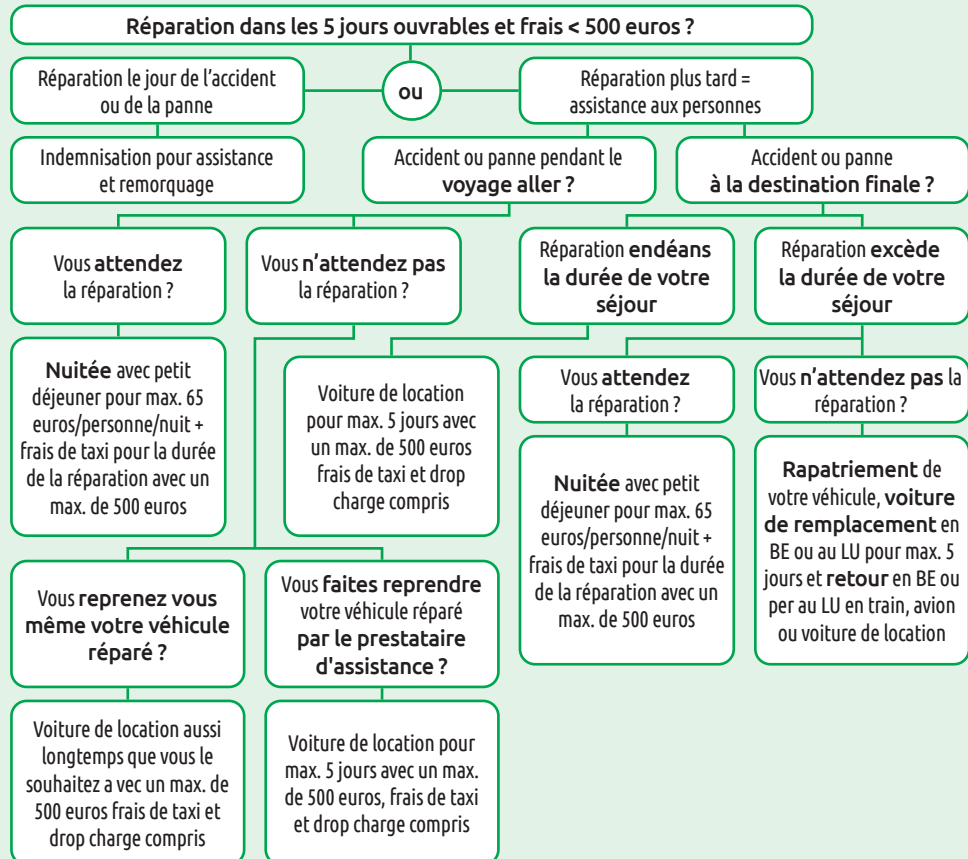 Réparation dans les 5 jours ouvrables et frais < 500 euros ?
Réparation le jour de l'accident
ou de la panne
ou
Réparation plus tard =
assistance aux personnes
Indemnisation pour assistance
et remorquage
Accident ou panne pendant le
voyage aller ?
Accident ou panne
à la destination finale ?
Vous attendez
la réparation ?
Vous n'attendez pas
la réparation ?
Réparation endéans
la durée de votre
séjour
Réparation excède
la durée de votre
séjour
Nuitée avec petit
déjeuner pour max. 65
euros/personne/nuit +
frais de taxi pour la durée
de la réparation avec un
max. de 500 euros
Voiture de location
pour max. 5 jours avec
un max. de 500 euros
frais de taxi et drop
charge compris
Vous attendez
la réparation ?
Vous n'attendez pas la
réparation ?
Nuitée avec petit
déjeuner pour max. 65
euros/personne/nuit +
frais de taxi pour la durée
de la réparation avec un
max. de 500 euros
Rapatriement de
votre véhicule, voiture
de remplacement en
BE ou au LU pour max. 5
jours et retour en BE ou
per au LU en train, avion
ou voiture de location
Vous reprenez vous
même votre véhicule
réparé ?
Vous faites reprendre
votre véhicule réparé
par le prestataire
d'assistance ?
Voiture de location aussi
longtemps que vous le
souhaitez a vec un max. de
500 euros frais de taxi et
drop charge compris
Voiture de location pour
max. 5 jours avec un max.
de 500 euros, frais de taxi
et drop charge compris